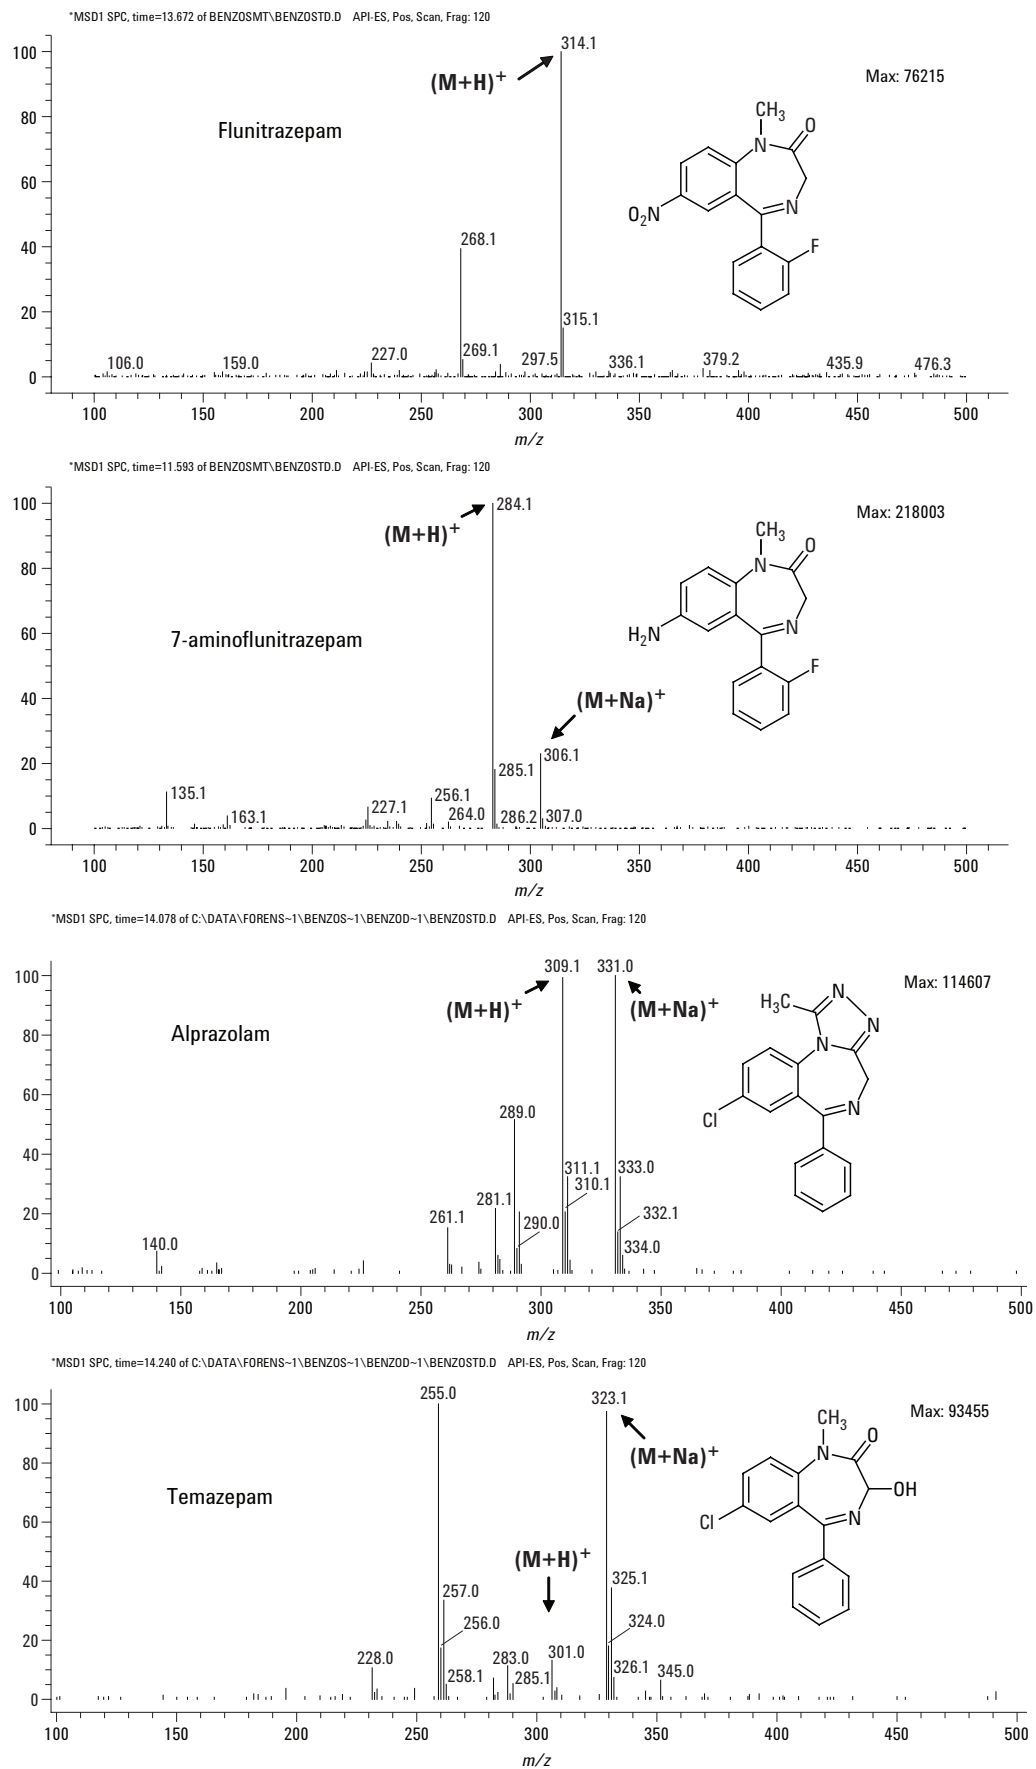 *MSD1 SPC, time=13.672 of BENZOSMT\BENZOSTD.D API-ES, Pos, Scan, Frag: 120
100
80
60
40
20
0
(M+H)+
314.1
Max: 76215
Flunitrazepam
268.1
315.1
106.0
159.0
227.0
269.1
297.5
336.1
379.2
435.9
476.3
CH3
N
O
O2N
N
F
100 150 200 250 300 350 400 450 500
m/z
*MSD1 SPC, time=11.593 of BENZOSMT\BENZOSTD.D API-ES, Pos, Scan, Frag: 120
100
80
60
40
20
0
284.1
(M+H)+
Max: 218003
7-aminoflunitrazepam
(M+Na)+
306.1
285.1
135.1
163.1
227.1
256.1
264.0
286.2
307.0
CH3
N
O
H2N
N
F
100 150 200 250 300 350 400 450 500
m/z
*MSD1 SPC, time=14.078 of C:\DATA\FORENS~1\BENZOS~1\BENZOD~1\BENZOSTD.D API-ES, Pos, Scan, Frag: 120
100
80
60
40
20
0
309.1
331.0
(M+H)+
(M+Na)+
Max: 114607
Alprazolam
289.0
311.1
333.0
310.1
281.1
332.1
261.1
290.0
334.0
140.0
H3C
N
N
N
Cl
N
100 150 200 250 300 350 400 450 500
m/z
*MSD1 SPC, time=14.240 of C:\DATA\FORENS~1\BENZOS~1\BENZOD~1\BENZOSTD.D API-ES, Pos, Scan, Frag: 120
100
80
60
40
20
0
255.0
323.1
(M+Na)+
Max: 93455
Temazepam
(M+H)+
257.0
325.1
256.0
324.0
228.0
258.1
283.0
285.1
301.0
326.1
345.0
CH3
N
O
OH
Cl
N
100 150 200 250 300 350 400 450 500
m/z